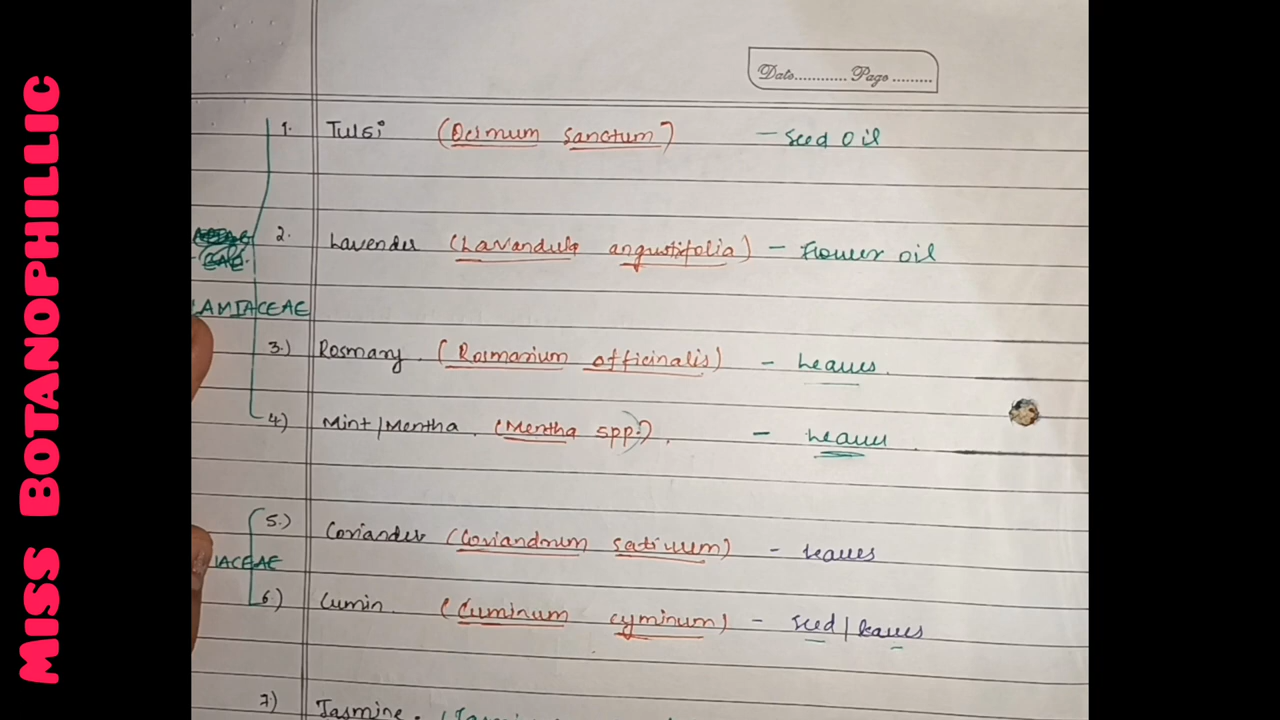 MISS BOTANOPHILLIC
Date............ Page .........
1. Tulsi (Ocimum sanctum) - seed oil
2. Lavender (Lavandula angustifolia) - Flower oil
LAMIACEAE
3.) Rosmary. (Rosmarium officinalis) - Leaves.
4) Mint/Mentha. (Mentha spp.). - Leaves
5.) Coriander (Coriandrum sativum) - leaves
IACEAE
6) Cumin. (Cuminum cyminum) - seed/leaves
7) Jasmine.